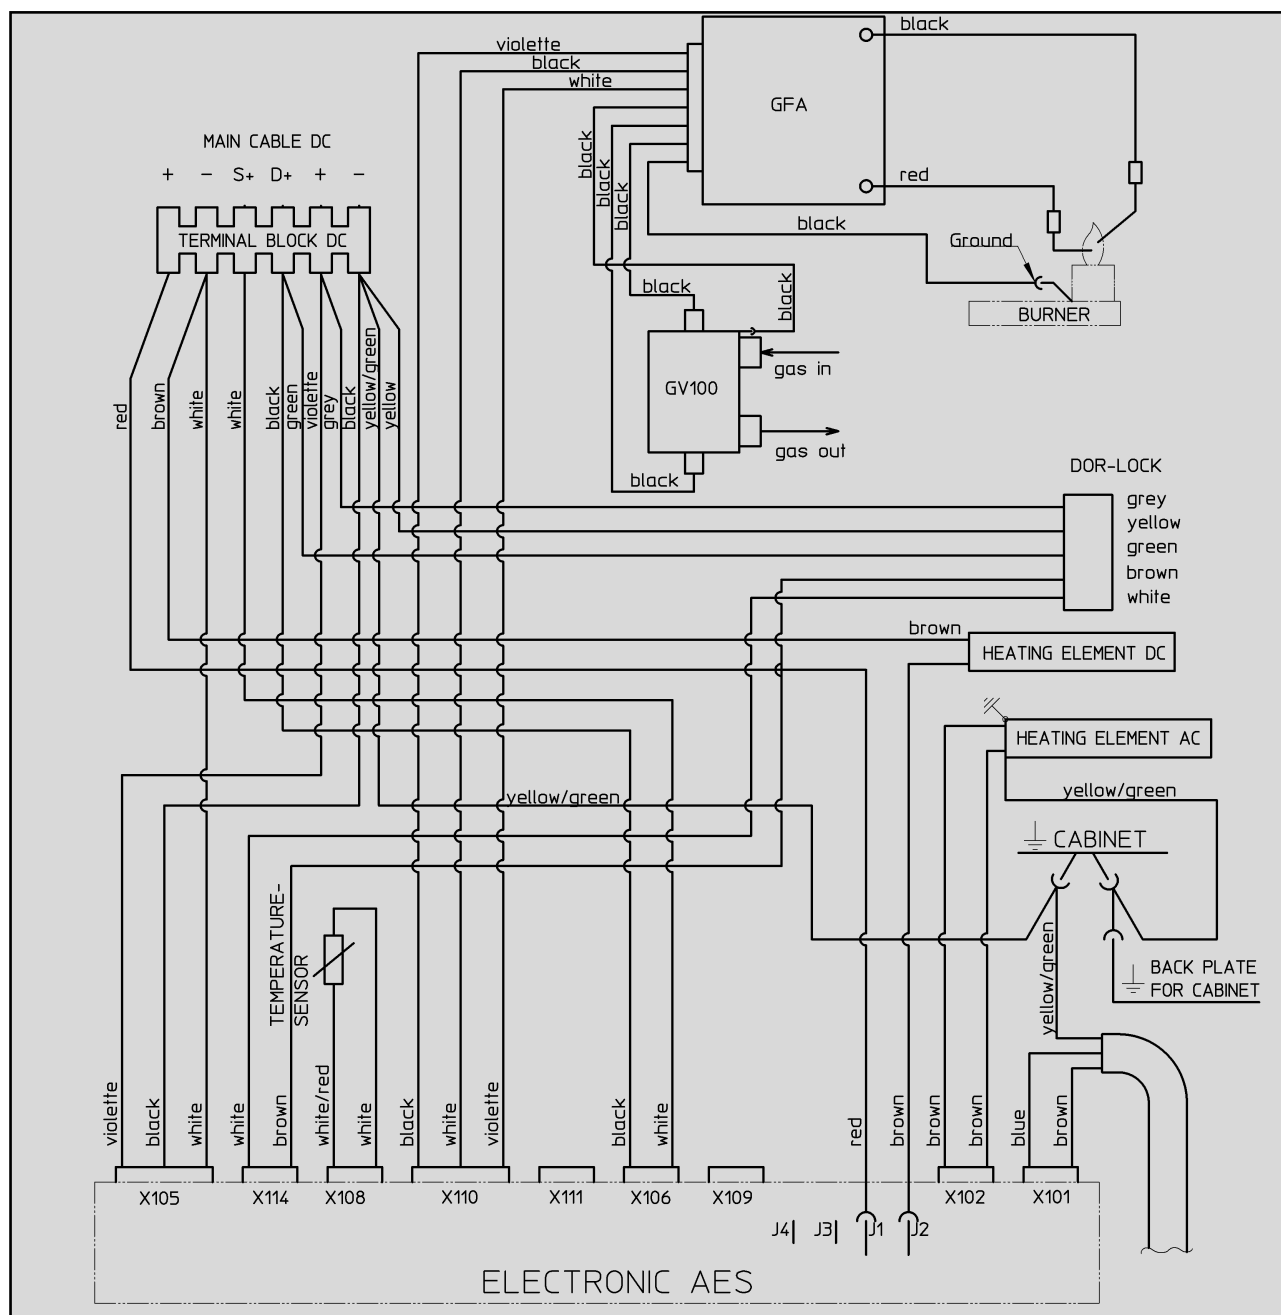 violette
black
white
GFA
black
red
black
black
black
black
Ground
BURNER
MAIN CABLE DC
+ - S+ D+ + -
TERMINAL BLOCK DC
black
black
GV100
gas in
gas out
black
red
brown
white
white
black
green
violette
grey
black
yellow/green
yellow
DOR-LOCK
grey
yellow
green
brown
white
brown
HEATING ELEMENT DC
HEATING ELEMENT AC
yellow/green
yellow/green
CABINET
TEMPERATURE-
SENSOR
yellow/green
BACK PLATE
FOR CABINET
violette
black
white
white
brown
white/red
white
black
white
violette
black
white
red
brown
brown
brown
blue
brown
X105 X114 X108 X110 X111 X106 X109 X102 X101
J4 J3 J1 J2
ELECTRONIC AES